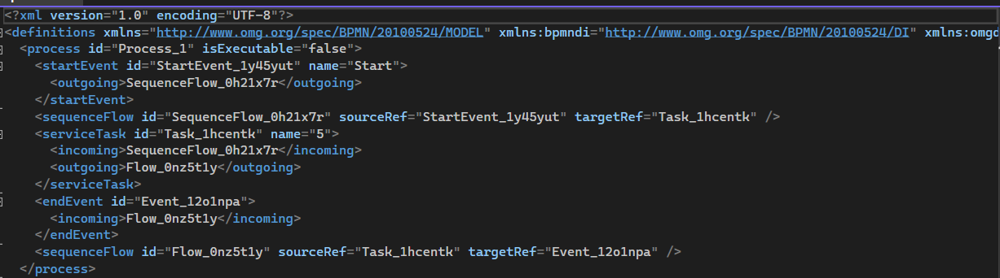 <?xml version="1.0" encoding="UTF-8"?>
<definitions xmlns="http://www.omg.org/spec/BPMN/20100524/MODEL" xmlns:bpmndi="http://www.omg.org/spec/BPMN/20100524/DI" xmlns:omgd
<process id="Process_1" isExecutable="false">
<startEvent id="StartEvent_1y45yut" name="Start">
<outgoing>SequenceFlow_0h21x7r</outgoing>
</startEvent>
<sequenceFlow id="SequenceFlow_0h21x7r" sourceRef="StartEvent_1y45yut" targetRef="Task_1hcentk" />
<serviceTask id="Task_1hcentk" name="5">
<incoming>SequenceFlow_0h21x7r</incoming>
<outgoing>Flow_0nz5t1y</outgoing>
</serviceTask>
<endEvent id="Event_12o1npa">
<incoming>Flow_0nz5t1y</incoming>
</endEvent>
<sequenceFlow id="Flow_0nz5t1y" sourceRef="Task_1hcentk" targetRef="Event_12o1npa" />
</process>